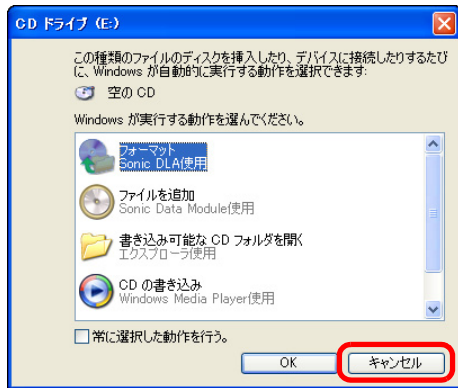 CD ドライブ (E:)
この種類のファイルのディスクを挿入したり、デバイスに接続したりするたび
に、Windows が自動的に実行する動作を選択できます:
空の CD
Windows が実行する動作を選んでください。
フォーマット
Sonic DLA使用
ファイルを追加
Sonic Data Module使用
書き込み可能な CD フォルダを開く
エクスプローラ使用
CD の書き込み
Windows Media Player使用
常に選択した動作を行う。
OK
キャンセル